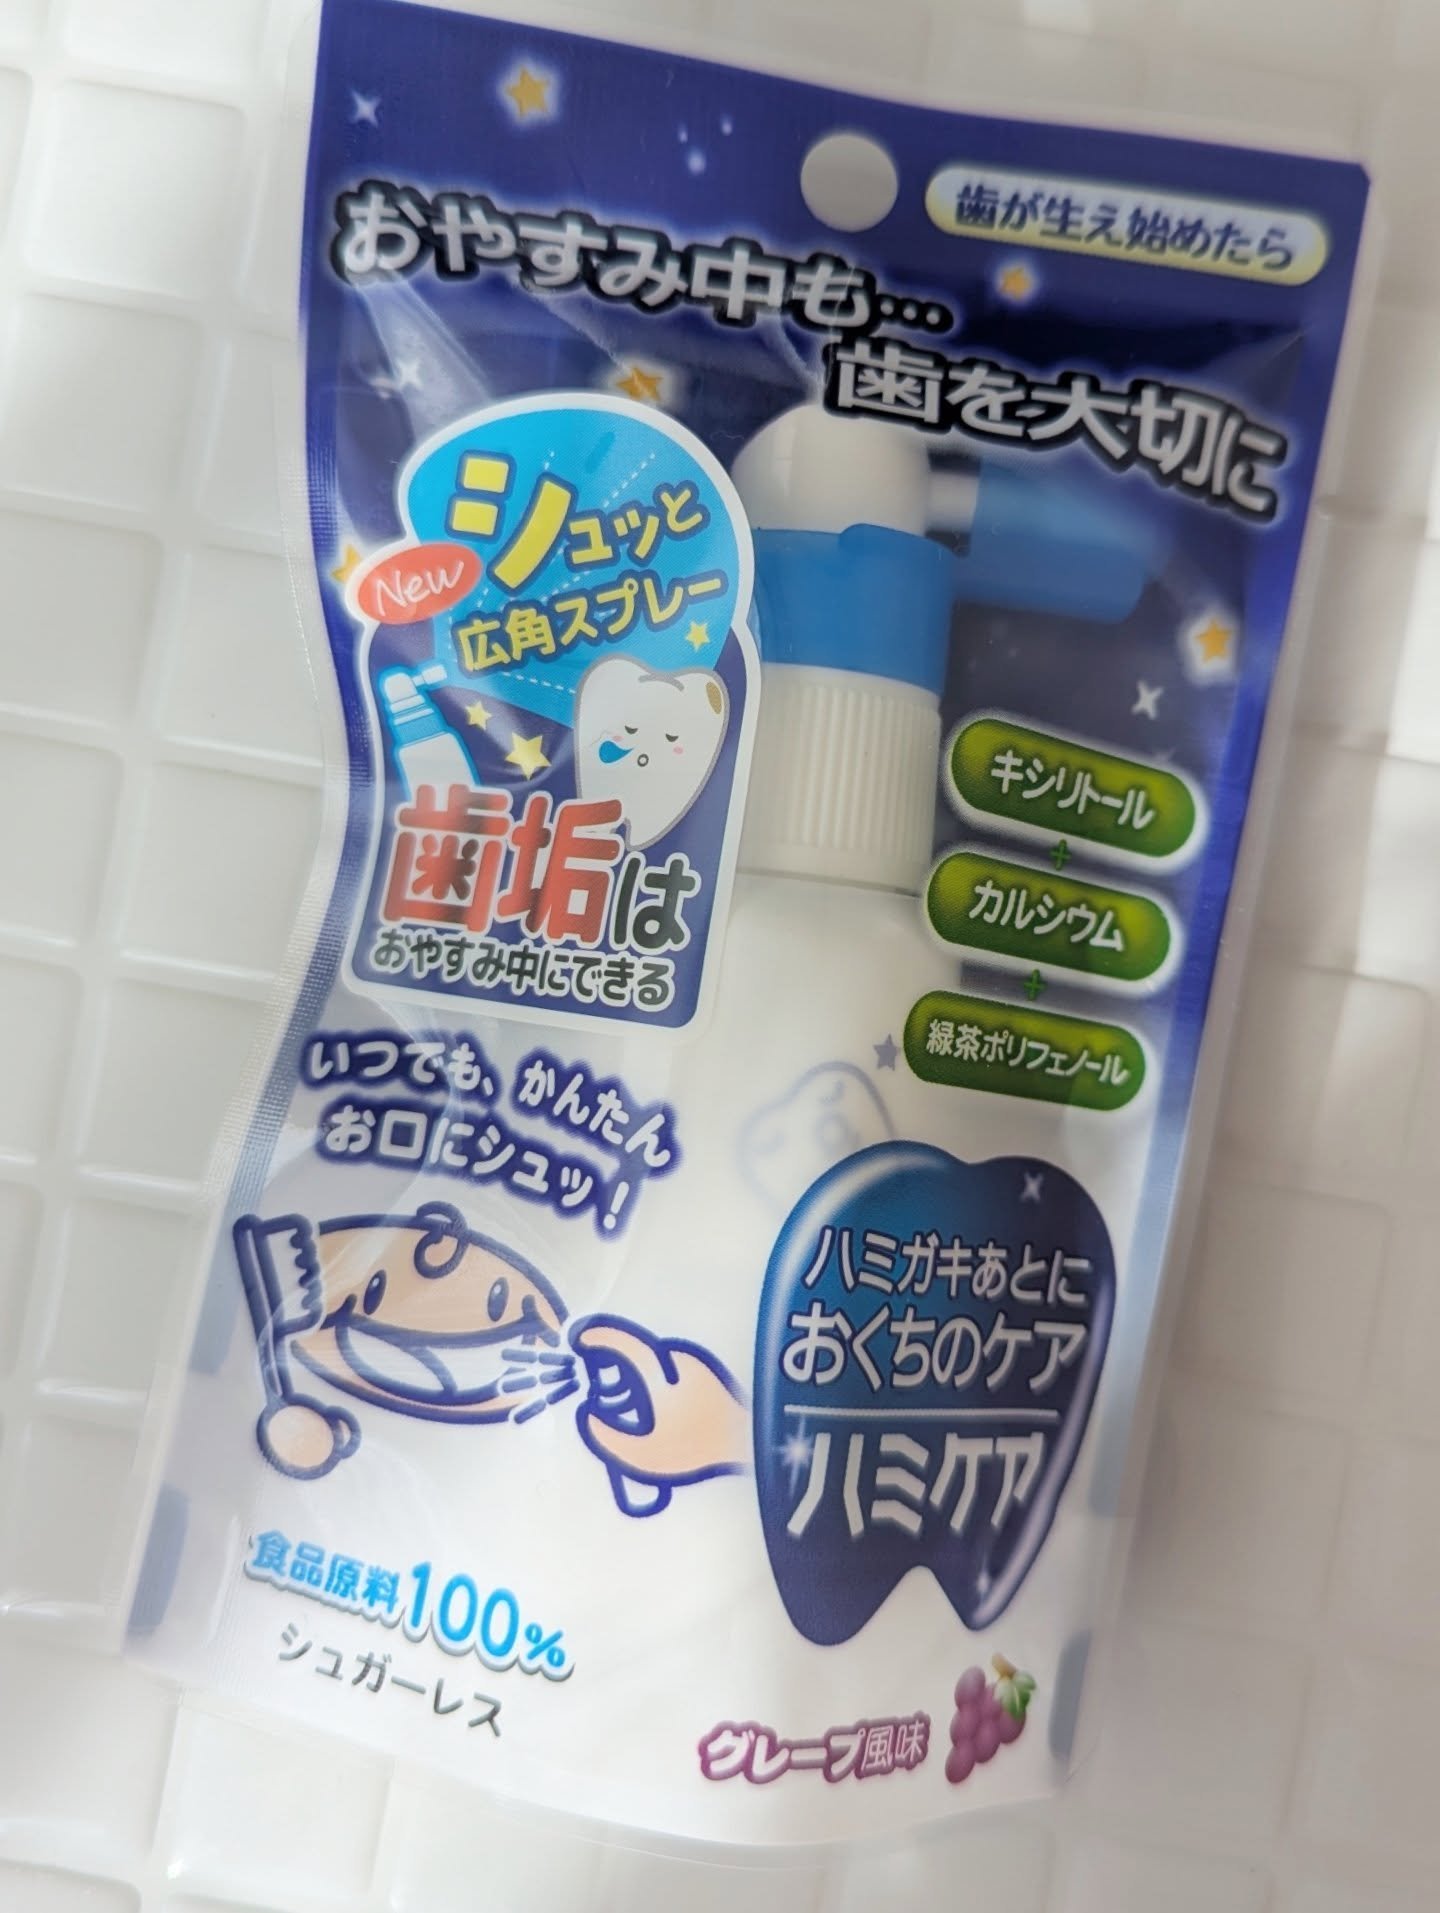 歯が生え始めたら
おやすみ中も…
歯を大切に
シュッと
New
広角スプレー
歯垢は
おやすみ中にできる
キシリトール
+
カルシウム
+
緑茶ポリフェノール
いつでも、かんたん
お口にシュッ!
ハミガキあとに
おくちのケア
ハミケア
食品原料100%
シュガーレス
グレープ風味